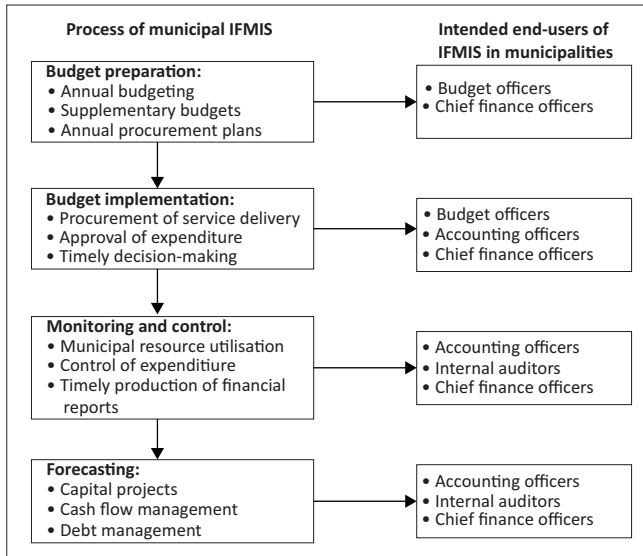 Process of municipal IFMIS
Intended end-users of
IFMIS in municipalities
Budget preparation:
• Annual budgeting
• Supplementary budgets
• Annual procurement plans
• Budget officers
• Chief finance officers
Budget implementation:
• Procurement of service delivery
• Approval of expenditure
• Timely decision-making
• Budget officers
• Accounting officers
• Chief finance officers
Monitoring and control:
• Municipal resource utilisation
• Control of expenditiure
• Timely production of financial
reports
• Accounting officers
• Internal auditors
• Chief finance officers
Forecasting:
• Capital projects
• Cash flow management
• Debt management
• Accounting officers
• Internal auditors
• Chief finance officers